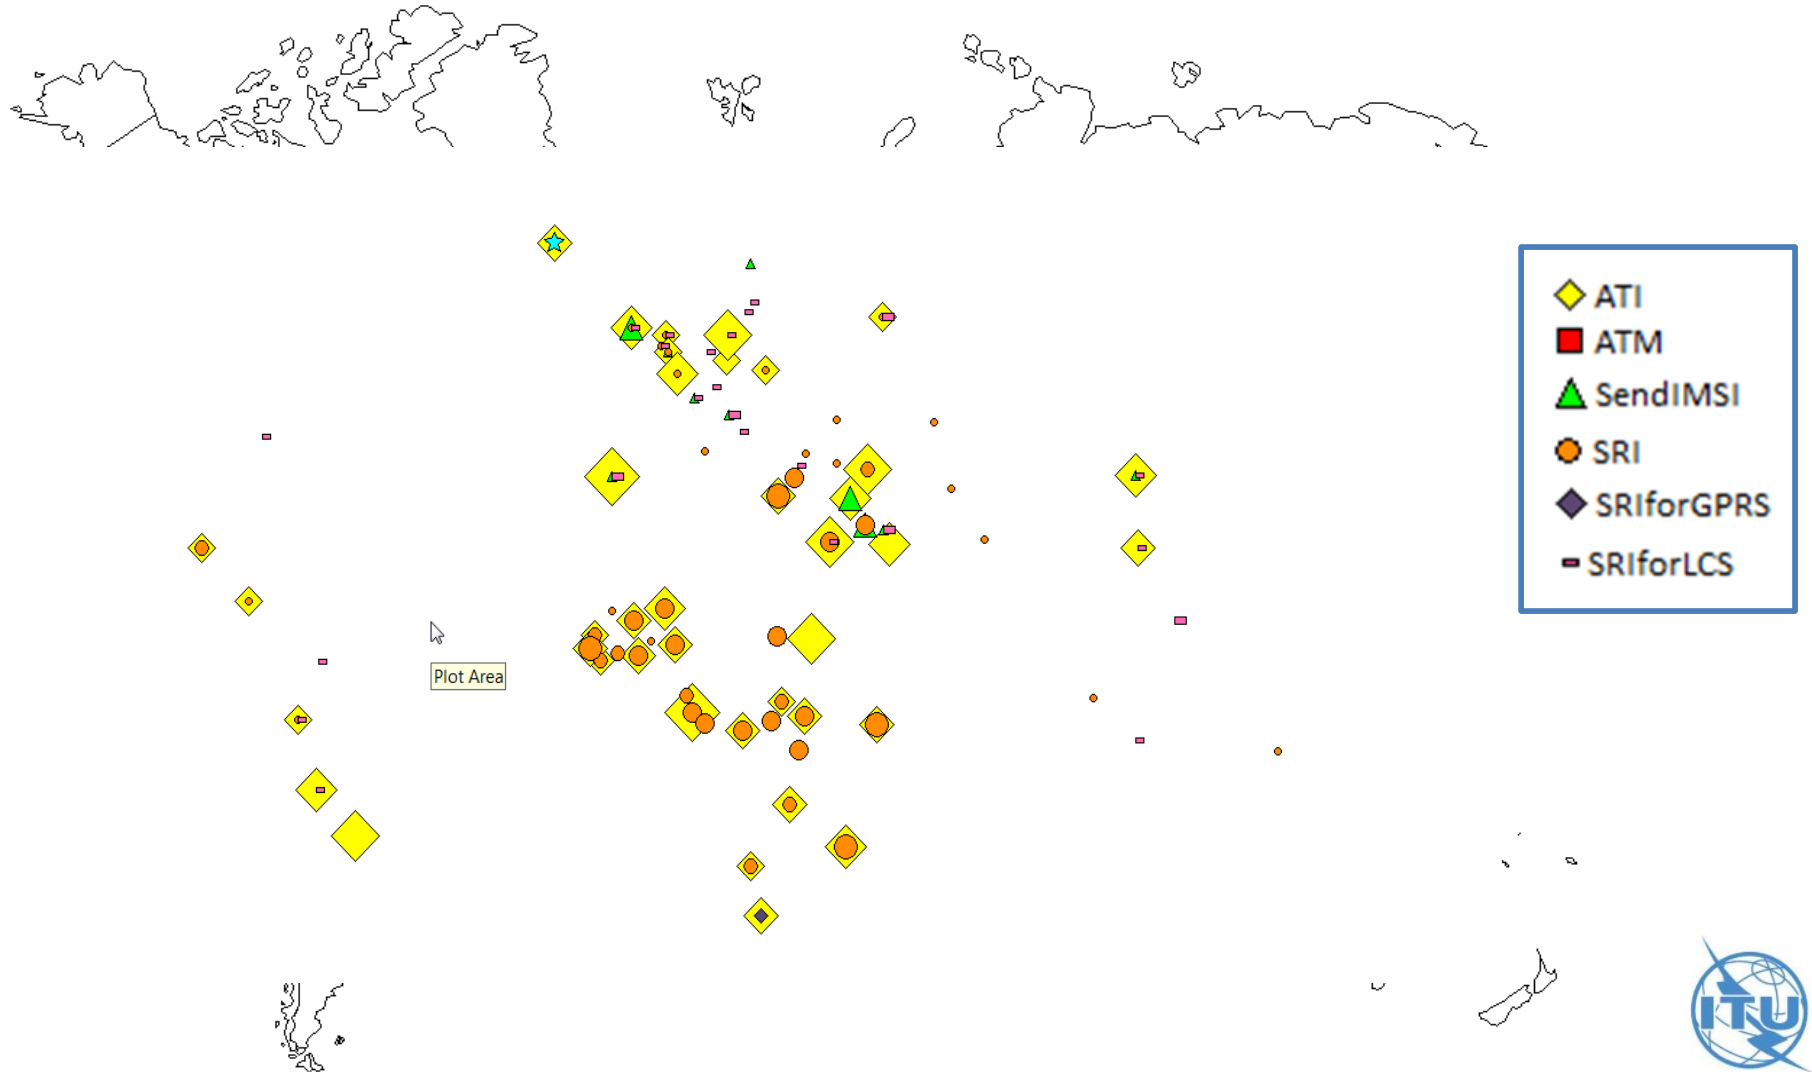 ATI
ATM
SendIMSI
SRI
SRIforGPRS
SRIforLCS
Plot Area
ITU